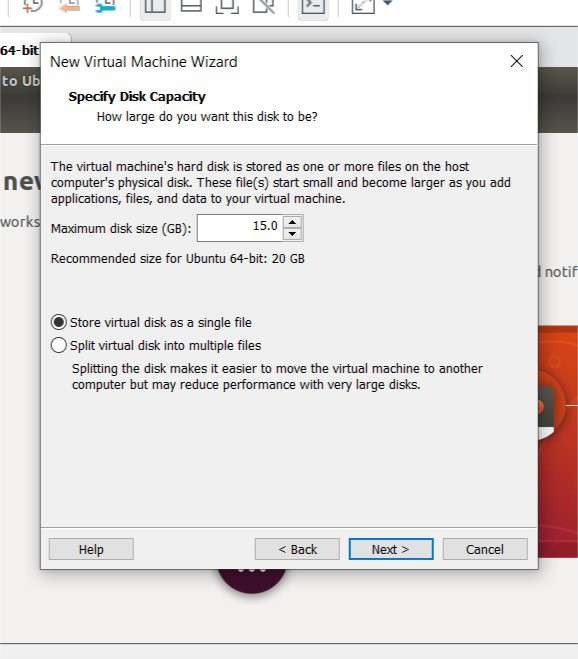 64-bit
New Virtual Machine Wizard
to Ub
Specify Disk Capacity
How large do you want this disk to be?
The virtual machine's hard disk is stored as one or more files on the host
computer's physical disk. These file(s) start small and become larger as you add
applications, files, and data to your virtual machine.
new
works
Maximum disk size (GB): 15.0
Recommended size for Ubuntu 64-bit: 20 GB
notif
Store virtual disk as a single file
Split virtual disk into multiple files
Splitting the disk makes it easier to move the virtual machine to another
computer but may reduce performance with very large disks.
Help < Back Next > Cancel